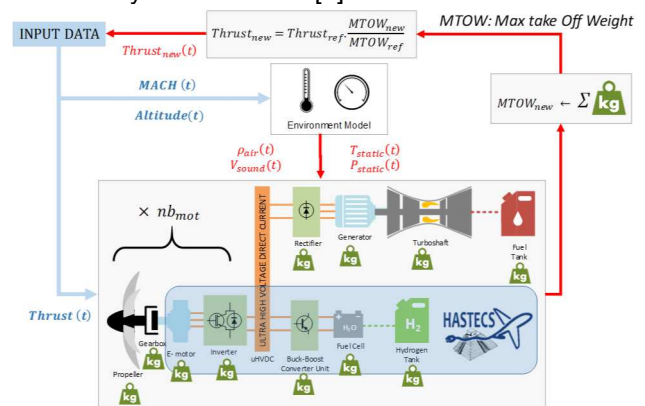 MTOW: Max take Off Weight
INPUT DATA
Thrust_new = Thrust_ref. MTOW_new / MTOW_ref
Thrust_new(t)
MACH (t)
Altitude(t)
MTOW_new ← Σ kg
Environment Model
ρ_air(t)
V_sound(t)
T_static(t)
P_static(t)
× nb_mot
ULTRA HIGH VOLTAGE DIRECT CURRENT
Rectifier
kg
Generator
kg
Turboshaft
kg
Fuel
Tank
kg
Thrust (t)
Propeller
kg
Gearbox
kg
E- motor
kg
Inverter
kg
uHVDC
Buck-Boost
Converter Unit
kg
H₂O
Fuel Cell
kg
H2
Hydrogen
Tank
kg
HASTECS